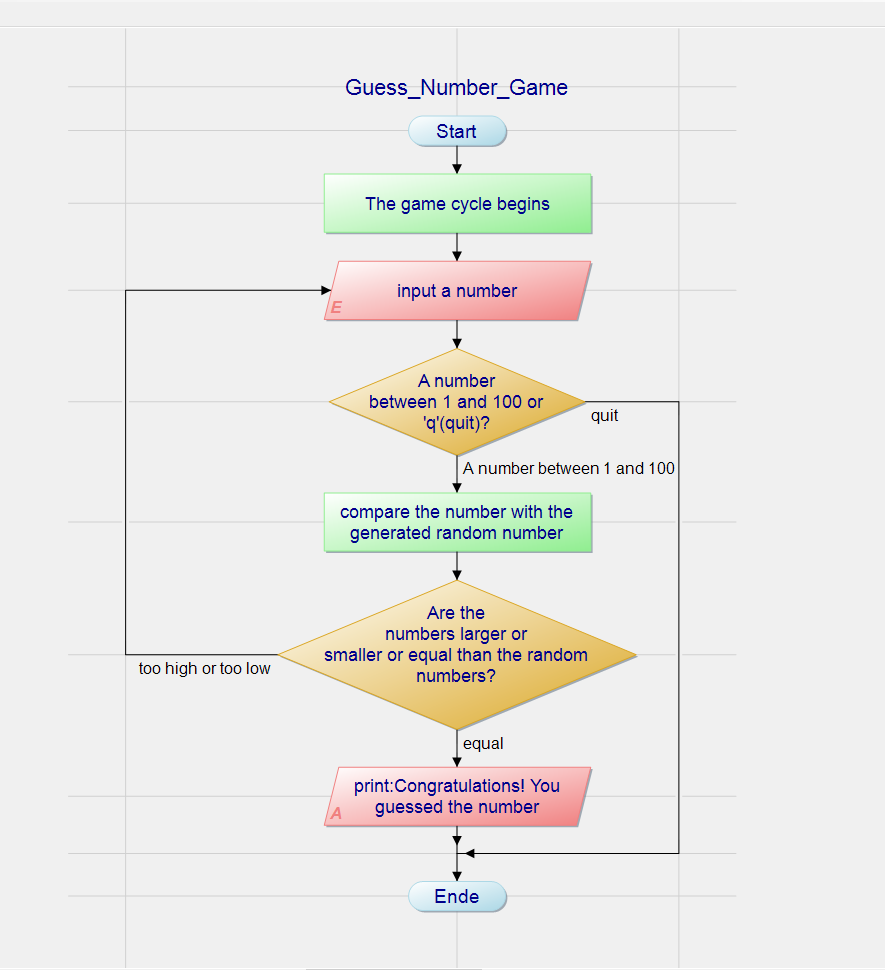 Guess_Number_Game
Start
The game cycle begins
input a number
E
A number
between 1 and 100 or
'q'(quit)?
quit
A number between 1 and 100
compare the number with the
generated random number
Are the
numbers larger or
smaller or equal than the random
numbers?
too high or too low
equal
print:Congratulations! You
guessed the number
A
Ende